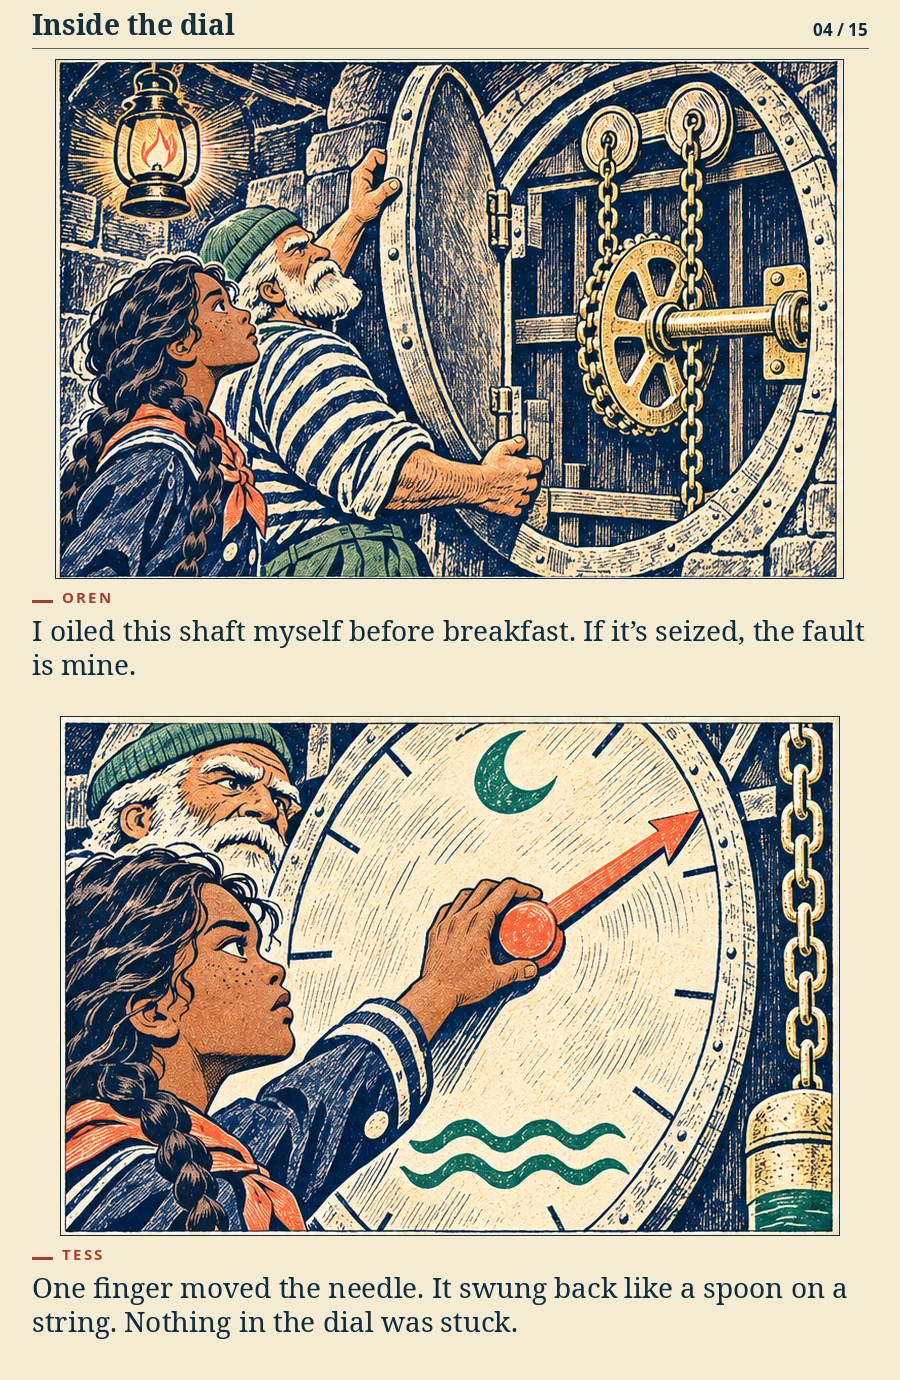 Inside the dial
04 / 15
OREN
I oiled this shaft myself before breakfast. If it’s seized, the fault
is mine.
TESS
One finger moved the needle. It swung back like a spoon on a
string. Nothing in the dial was stuck.